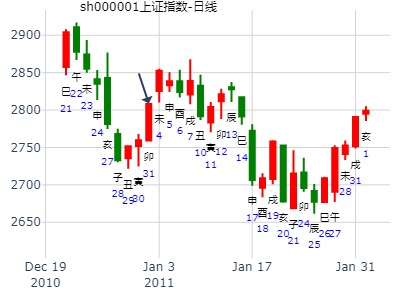 sh000001上证指数-日线
2900
2850
2800
2750
2700
2650
巳
21
午
22
未
23
申
24
亥
27
子
28
丑
29
寅
30
卯
31
未
4
申
5
酉
6
戌
7
丑
10
寅
11
卯
12
辰
13
巳
14
申
17
酉
18
戌
19
亥
20
子
21
卯
24
辰
25
巳
26
午
27
未
28
戌
31
亥
1
Dec 19
2010
Jan 3
2011
Jan 17
Jan 31